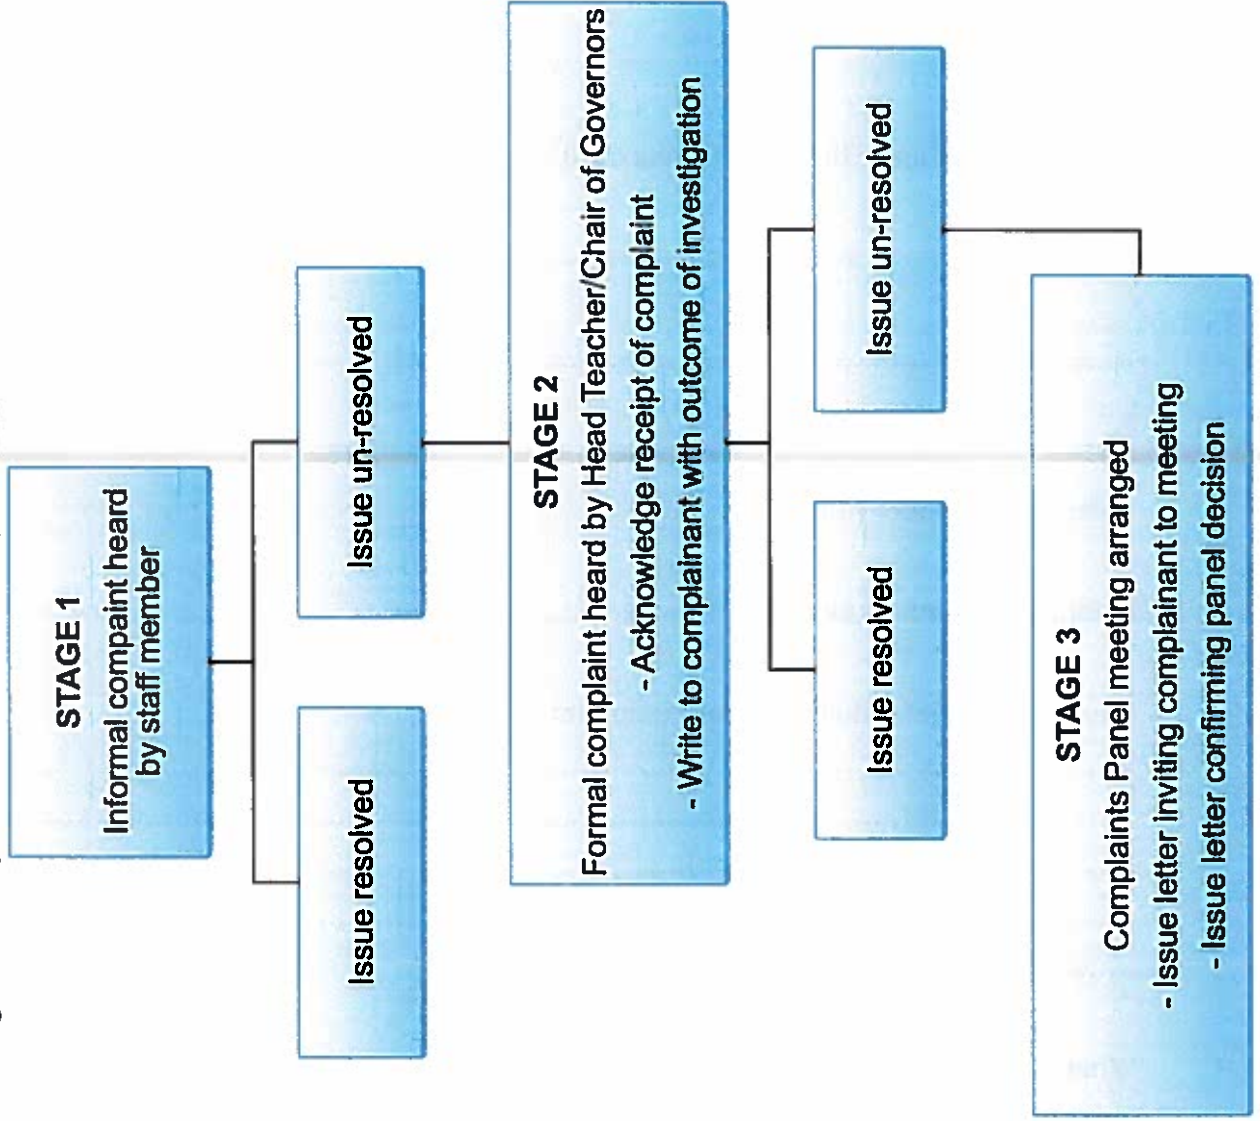 STAGE 1
Informal compaint heard
by staff member
Issue resolved
Issue un-resolved
STAGE 2
Formal complaint heard by Head Teacher/Chair of Governors
- Acknowledge receipt of complaint
- Write to complainant with outcome of investigation
Issue resolved
Issue un-resolved
STAGE 3
Complaints Panel meeting arranged
- Issue letter inviting complainant to meeting
- Issue letter confirming panel decision